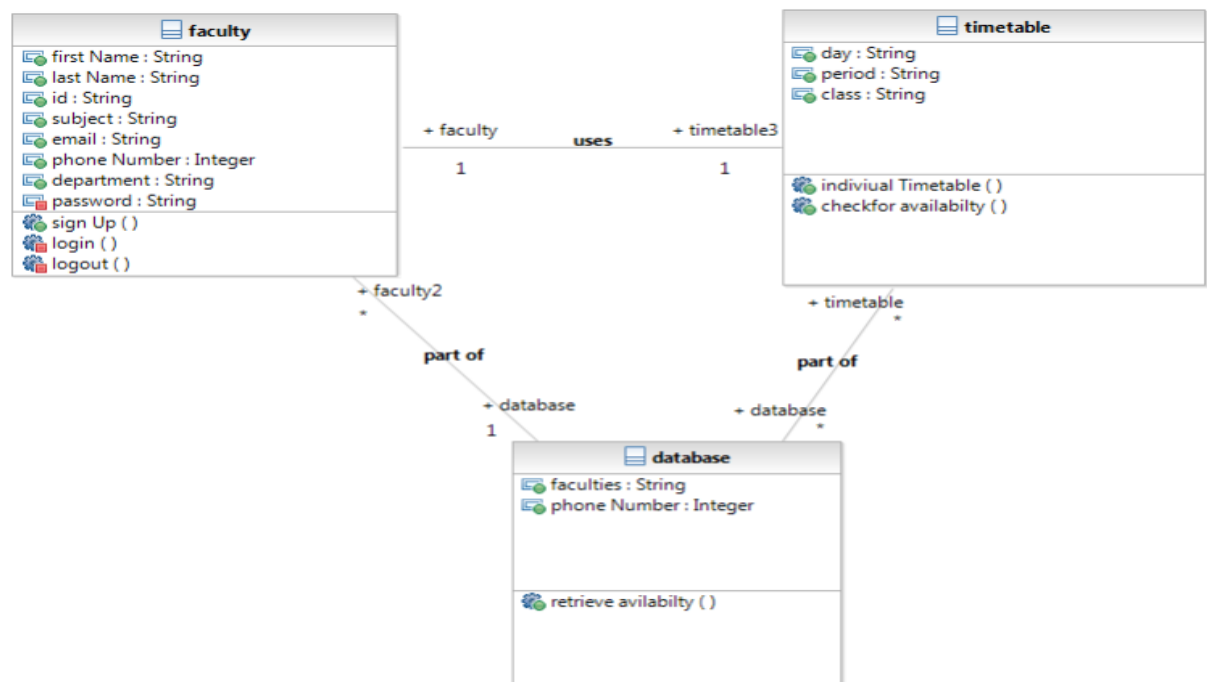 faculty
first Name : String
last Name : String
id : String
subject : String
email : String
phone Number : Integer
department : String
password : String
sign Up ( )
login ( )
logout ( )
+ faculty
1
uses
+ timetable3
1
timetable
day : String
period : String
class : String
indiviual Timetable ( )
checkfor availabilty ( )
+ faculty2
*
part of
+ database
1
+ timetable
*
part of
+ database
*
database
faculties : String
phone Number : Integer
retrieve avilabilty ( )